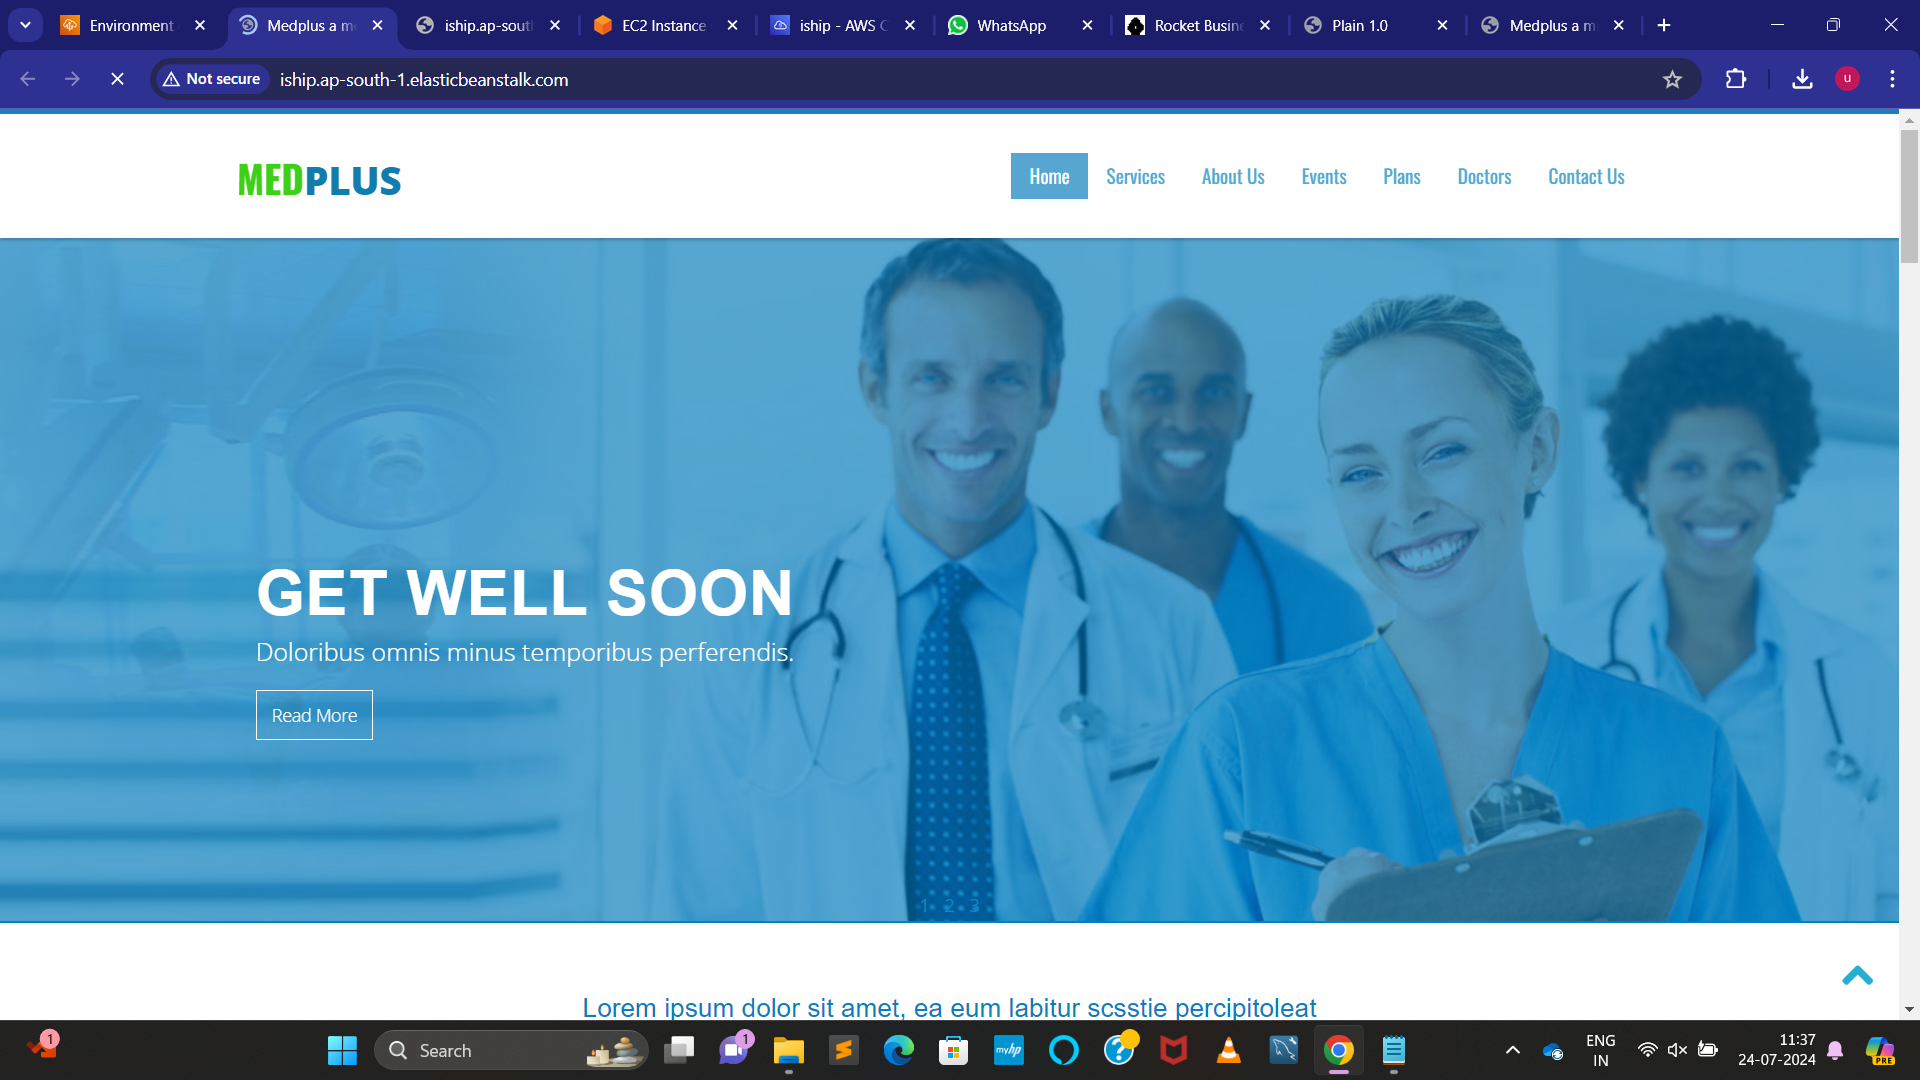 Environment
Medplus a m
iship.ap-sout
EC2 Instance
iship - AWS C
WhatsApp
Rocket Busin
Plain 1.0
Medplus a m
Not secure
iship.ap-south-1.elasticbeanstalk.com
u
MEDPLUS
Home
Services
About Us
Events
Plans
Doctors
Contact Us
GET WELL SOON
Doloribus omnis minus temporibus perferendis.
Read More
1 2 3
Lorem ipsum dolor sit amet, ea eum labitur scsstie percipitoleat
1
Search
1
myhp
ENG
IN
11:37
24-07-2024
PRE